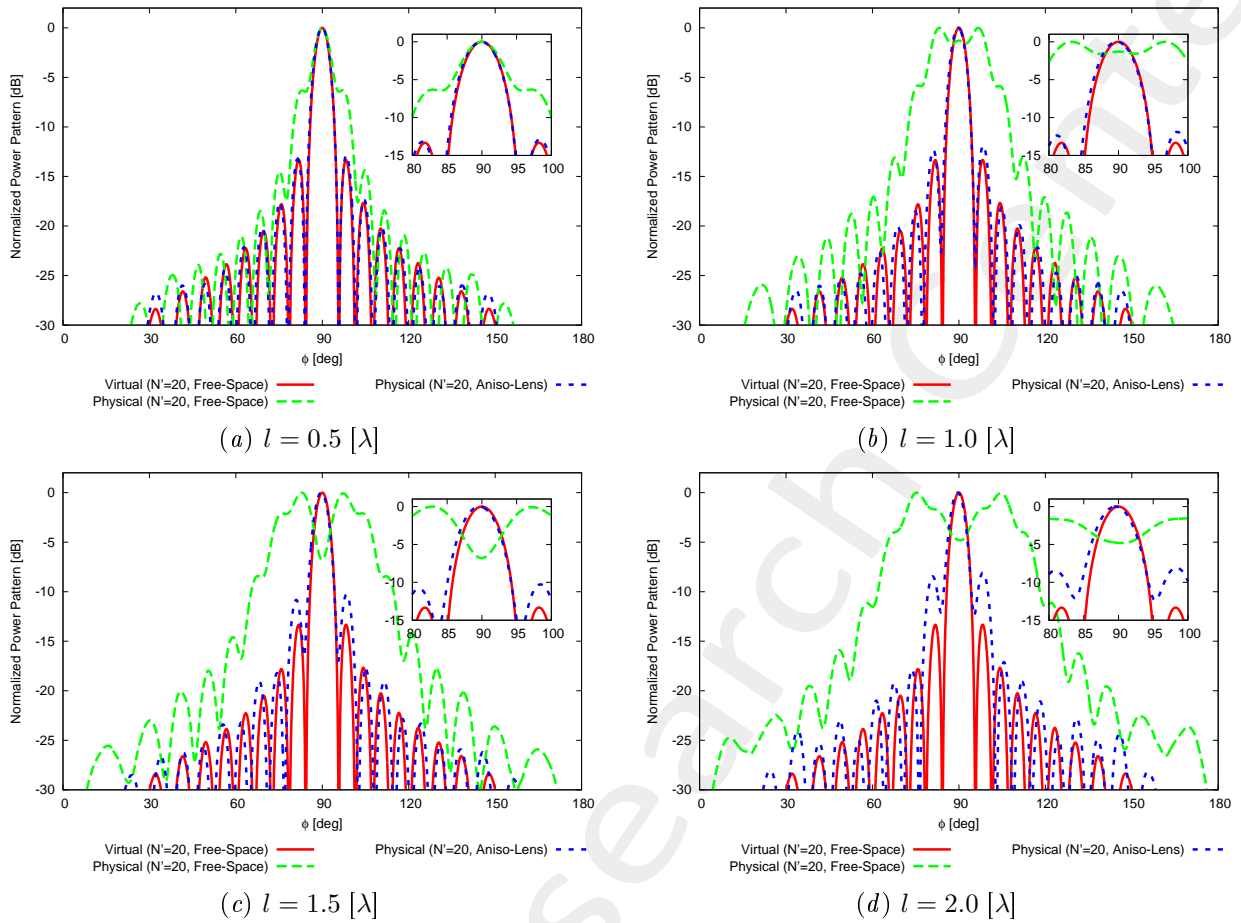 0
-5
-10
-15
-20
-25
-30
0 30 60 90 120 150 180
Normalized Power Pattern [dB]
φ [deg]
0
-5
-10
-15
80 85 90 95 100
Virtual (N'=20, Free-Space)
Physical (N'=20, Free-Space)
Physical (N'=20, Aniso-Lens)
(a) l = 0.5 [λ]
0
-5
-10
-15
-20
-25
-30
0 30 60 90 120 150 180
Normalized Power Pattern [dB]
φ [deg]
0
-5
-10
-15
80 85 90 95 100
Virtual (N'=20, Free-Space)
Physical (N'=20, Free-Space)
Physical (N'=20, Aniso-Lens)
(b) l = 1.0 [λ]
0
-5
-10
-15
-20
-25
-30
0 30 60 90 120 150 180
Normalized Power Pattern [dB]
φ [deg]
0
-5
-10
-15
80 85 90 95 100
Virtual (N'=20, Free-Space)
Physical (N'=20, Free-Space)
Physical (N'=20, Aniso-Lens)
(c) l = 1.5 [λ]
0
-5
-10
-15
-20
-25
-30
0 30 60 90 120 150 180
Normalized Power Pattern [dB]
φ [deg]
0
-5
-10
-15
80 85 90 95 100
Virtual (N'=20, Free-Space)
Physical (N'=20, Free-Space)
Physical (N'=20, Aniso-Lens)
(d) l = 2.0 [λ]